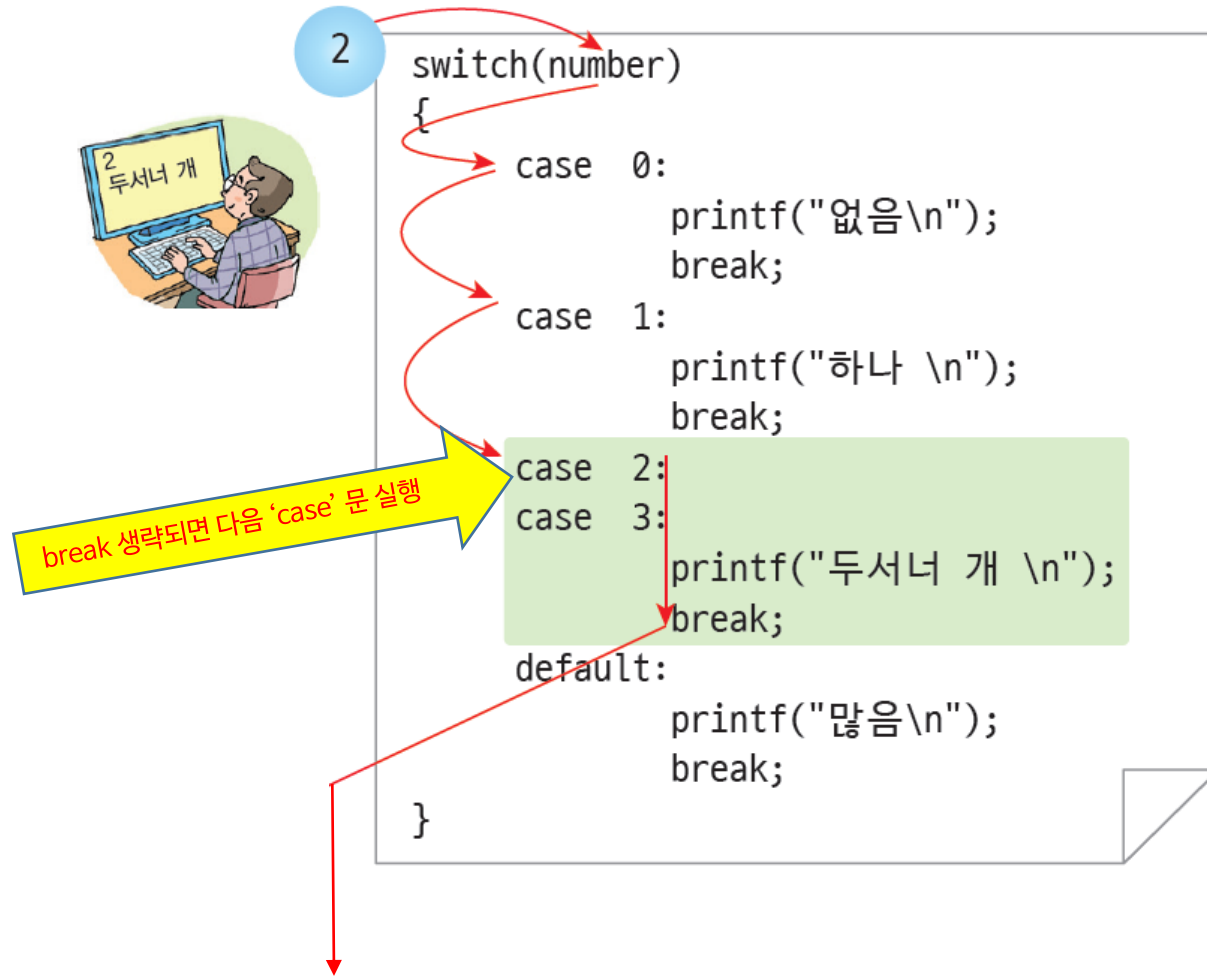 2
switch(number)
{
2
두서너 개
case 0:
printf("없음\n");
break;
case 1:
printf("하나 \n");
break;
break 생략되면 다음 ‘case’ 문 실행
case 2:
case 3:
printf("두서너 개 \n");
break;
default:
printf("많음\n");
break;
}